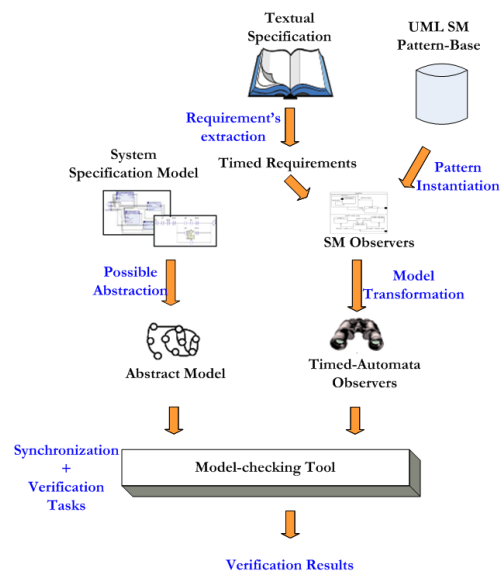 Textual
Specification
UML SM
Pattern-Base
Requirement's
extraction
System
Specification Model
Timed Requirements
Pattern
Instantiation
SM Observers
Possible
Abstraction
Model
Transformation
Abstract Model
Timed-Automata
Observers
Synchronization
+
Verification
Tasks
Model-checking Tool
Verification Results